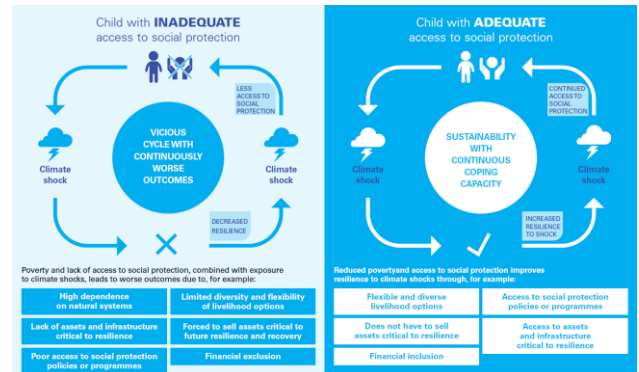 Child with INADEQUATE
access to social protection
LESS
ACCESS TO
SOCIAL
PROTECTION
Climate
shock
VICIOUS
CYCLE WITH
CONTINUOUSLY
WORSE
OUTCOMES
Climate
shock
DECREASED
RESILIENCE
Poverty and lack of access to social protection, combined with exposure
to climate shocks, leads to worse outcomes due to, for example:
High dependence
on natural systems
Limited diversity and flexibility
of livelihood options
Lack of assets and infrastructure
critical to resilience
Forced to sell assets critical to
future resilience and recovery
Poor access to social protection
policies or programmes
Financial exclusion
Child with ADEQUATE
access to social protection
CONTINUED
ACCESS TO
SOCIAL
PROTECTION
Climate
shock
SUSTAINABILITY
WITH
CONTINUOUS
COPING
CAPACITY
Climate
shock
INCREASED
RESILIENCE
TO SHOCK
Reduced povertyand access to social protection improves
resilience to climate shocks through, for example:
Flexible and diverse
livelihood options
Access to social protection
policies or programmes
Does not have to sell
assets critical to resilience
Access to assets
and infrastructure
critical to resilience
Financial inclusion